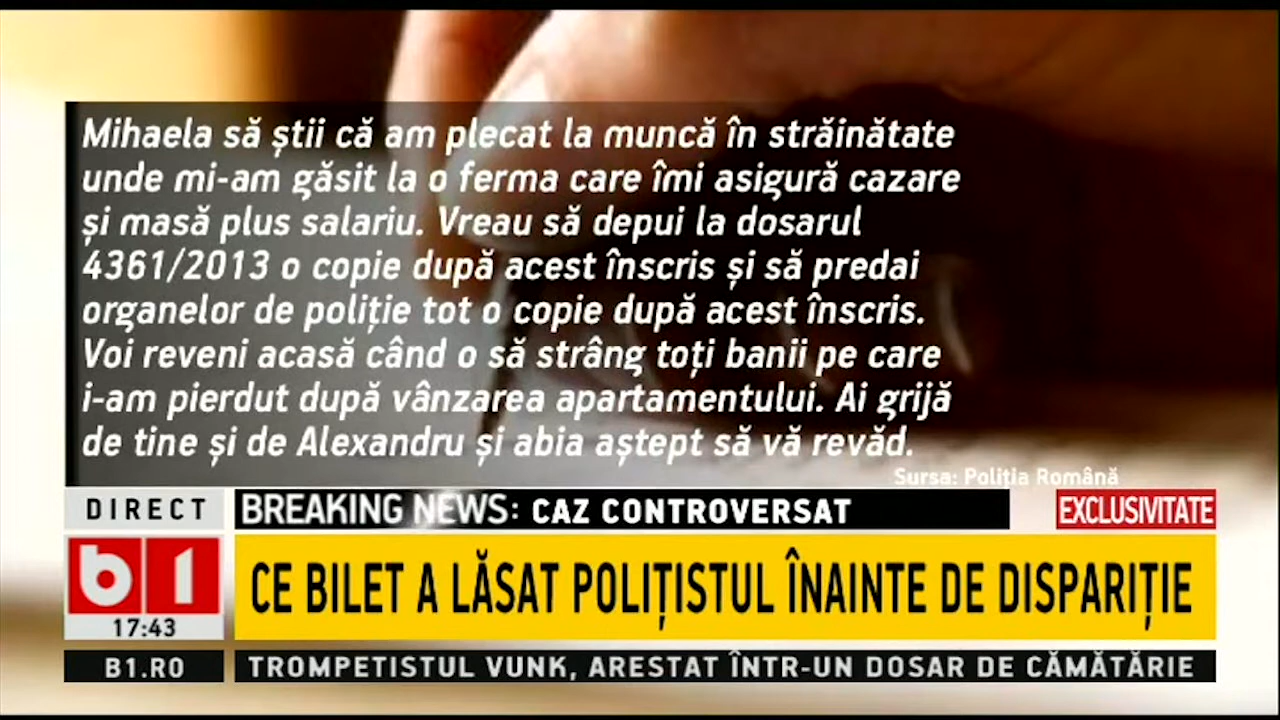 Mihaela să știi că am plecat la muncă în străinătate
unde mi-am găsit la o ferma care îmi asigură cazare
și masă plus salariu. Vreau să depui la dosarul
4361/2013 o copie după acest înscris și să predai
organelor de poliție tot o copie după acest înscris.
Voi reveni acasă când o să strâng toți banii pe care
i-am pierdut după vânzarea apartamentului. Ai grijă
de tine și de Alexandru și abia aștept să vă revăd.
Sursa: Poliția Română
DIRECT
BREAKING NEWS: CAZ CONTROVERSAT
EXCLUSIVITATE
b1
CE BILET A LĂSAT POLIȚISTUL ÎNAINTE DE DISPARIȚIE
17:43
B1.RO
TROMPETISTUL VUNK, ARESTAT ÎNTR-UN DOSAR DE CĂMĂTĂRIE